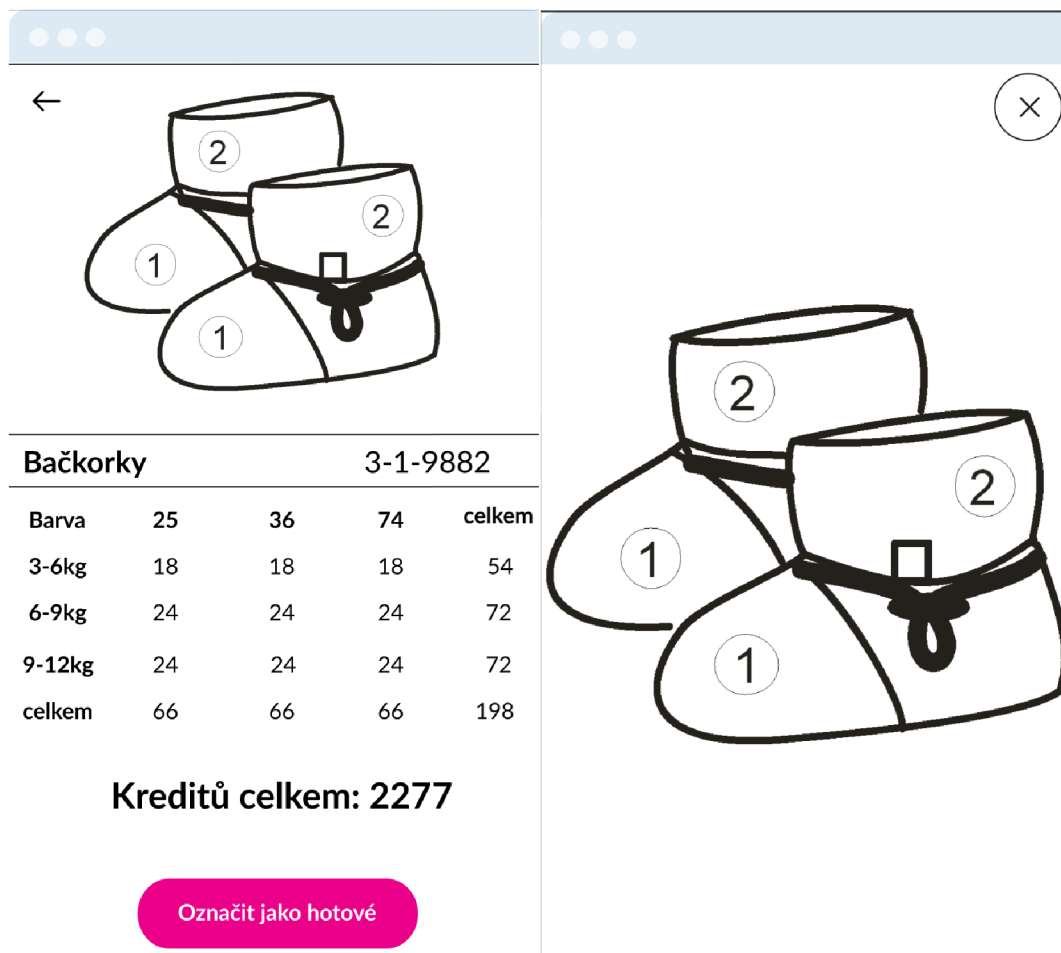 2
2
1
1
Bačkorky 3-1-9882
Barva 25 36 74 celkem
3-6kg 18 18 18 54
6-9kg 24 24 24 72
9-12kg 24 24 24 72
celkem 66 66 66 198
Kreditů celkem: 2277
Označit jako hotové
2
2
1
1